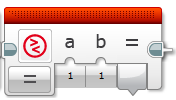 a b =
= 1 1